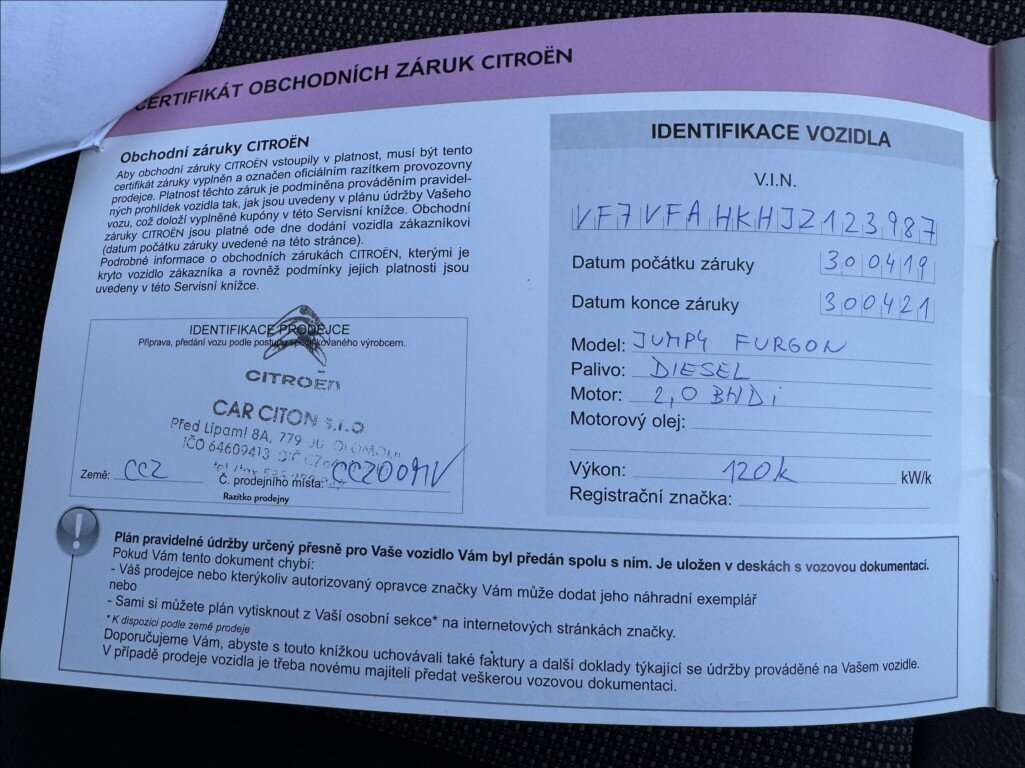 CERTIFIKÁT OBCHODNÍCH ZÁRUK CITROËN
Obchodní záruky CITROËN
Aby obchodní záruky CITROËN vstoupily v platnost, musí být tento
certifikát záruky vyplněn a označen oficiálním razítkem provozovny
prodejce. Platnost těchto záruk je podmíněna prováděním pravidel-
ných prohlídek vozidla tak, jak jsou uvedeny v plánu údržby Vašeho
vozu, což doloží vyplněné kupóny v této Servisní knížce. Obchodní
záruky CITROËN jsou platné ode dne dodání vozidla zákazníkovi
(datum počátku záruky uvedené na této stránce).
Podrobné informace o obchodních zárukách CITROËN, kterými je
kryto vozidlo zákazníka a rovněž podmínky jejich platnosti jsou
uvedeny v této Servisní knížce.
IDENTIFIKACE PRODEJCE
Příprava, předání vozu podle postupu specifikovaného výrobcem.
CITROËN
CAR CITON s.r.o
Před Lipami 8A, 779 00 OLOMOUC
IČO 64609413 DIČ
Země: CCZ Č. prodejního místa:
Razítko prodejny
IDENTIFIKACE VOZIDLA
V.I.N.
VF7VFAHKHJZ123987
Datum počátku záruky 300419
Datum konce záruky 300421
Model: JUMPY FURGON
Palivo: DIESEL
Motor: 2,0 BHDi
Motorový olej:
Výkon: 120k kW/k
Registrační značka:
!
Plán pravidelné údržby určený přesně pro Vaše vozidlo Vám byl předán spolu s ním. Je uložen v deskách s vozovou dokumentací.
Pokud Vám tento dokument chybí:
- Váš prodejce nebo kterýkoliv autorizovaný opravce značky Vám může dodat jeho náhradní exemplář
nebo
- Sami si můžete plán vytisknout z Vaší osobní sekce* na internetových stránkách značky.
* K dispozici podle země prodeje
Doporučujeme Vám, abyste s touto knížkou uchovávali také faktury a další doklady týkající se údržby prováděné na Vašem vozidle.
V případě prodeje vozidla je třeba novému majiteli předat veškerou vozovou dokumentaci.